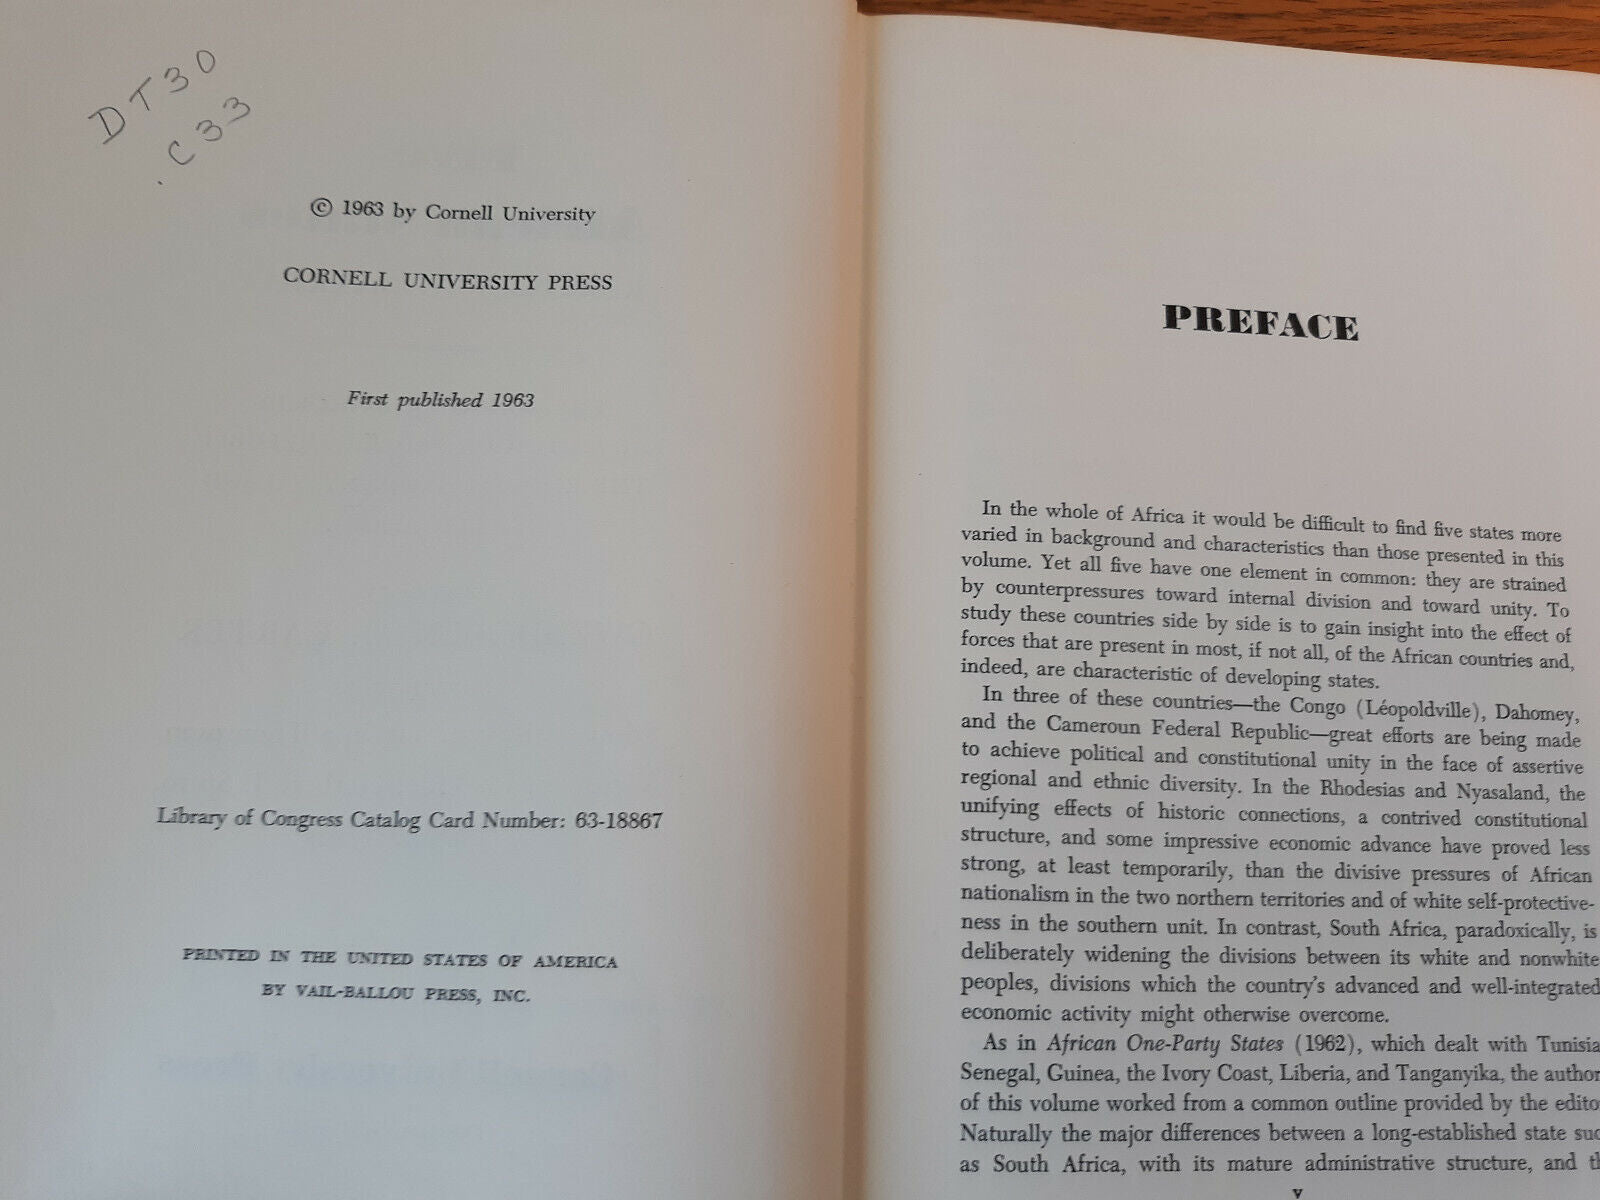 DT30
.C33
© 1963 by Cornell University
CORNELL UNIVERSITY PRESS
First published 1963
Library of Congress Catalog Card Number: 63-18867
PRINTED IN THE UNITED STATES OF AMERICA
BY VAIL-BALLOU PRESS, INC.
PREFACE
In the whole of Africa it would be difficult to find five states more
varied in background and characteristics than those presented in this
volume. Yet all five have one element in common: they are strained
by counterpressures toward internal division and toward unity. To
study these countries side by side is to gain insight into the effect of
forces that are present in most, if not all, of the African countries and,
indeed, are characteristic of developing states.
In three of these countries—the Congo (Léopoldville), Dahomey,
and the Cameroun Federal Republic—great efforts are being made
to achieve political and constitutional unity in the face of assertive
regional and ethnic diversity. In the Rhodesias and Nyasaland, the
unifying effects of historic connections, a contrived constitutional
structure, and some impressive economic advance have proved less
strong, at least temporarily, than the divisive pressures of African
nationalism in the two northern territories and of white self-protective-
ness in the southern unit. In contrast, South Africa, paradoxically, is
deliberately widening the divisions between its white and nonwhite
peoples, divisions which the country's advanced and well-integrated
economic activity might otherwise overcome.
As in African One-Party States (1962), which dealt with Tunisia
Senegal, Guinea, the Ivory Coast, Liberia, and Tanganyika, the author
of this volume worked from a common outline provided by the edito
Naturally the major differences between a long-established state suc
as South Africa, with its mature administrative structure, and th
v